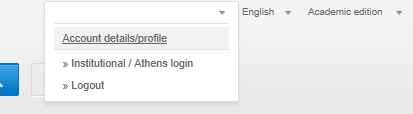 English Academic edition
Account details/profile
» Institutional / Athens login
» Logout